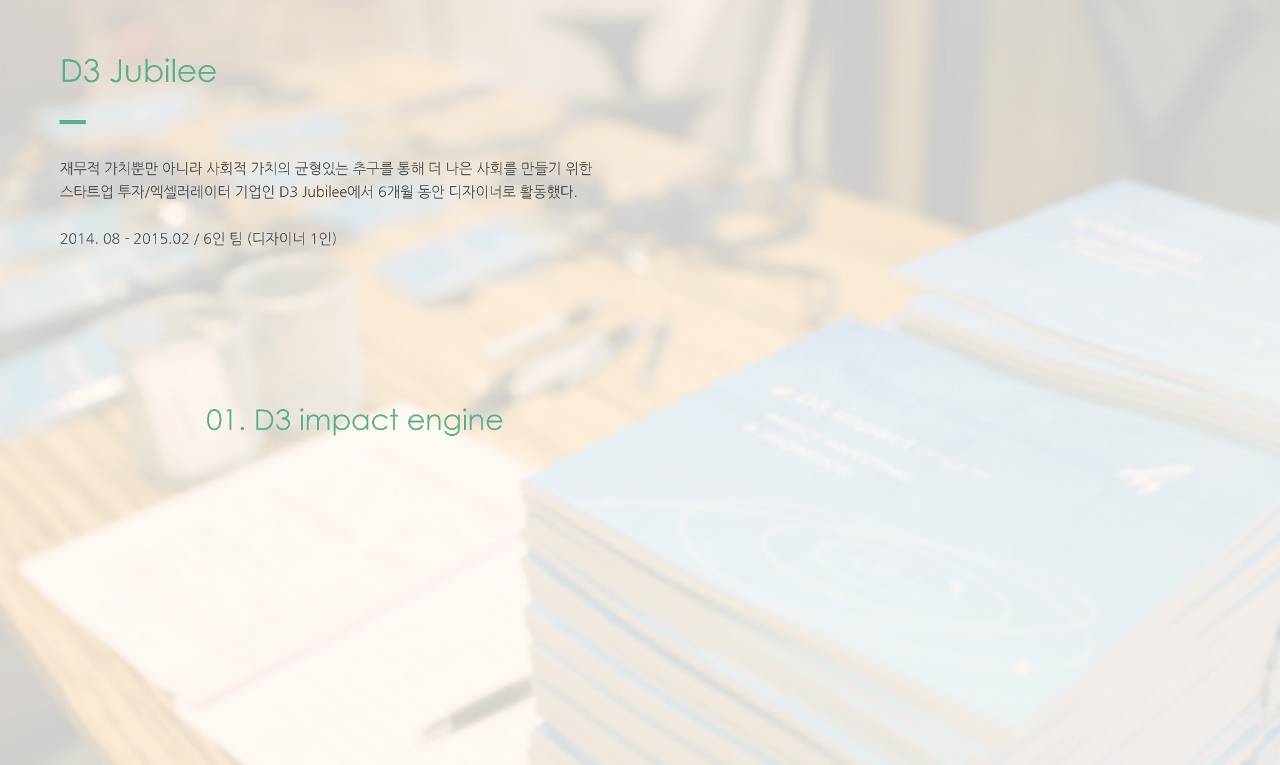 D3 Jubilee
재무적 가치뿐만 아니라 사회적 가치의 균형있는 추구를 통해 더 나은 사회를 만들기 위한
스타트업 투자/엑셀러레이터 기업인 D3 Jubilee에서 6개월 동안 디자이너로 활동했다.
2014. 08 - 2015.02 / 6인 팀 (디자이너 1인)
01. D3 impact engine
D3 impact